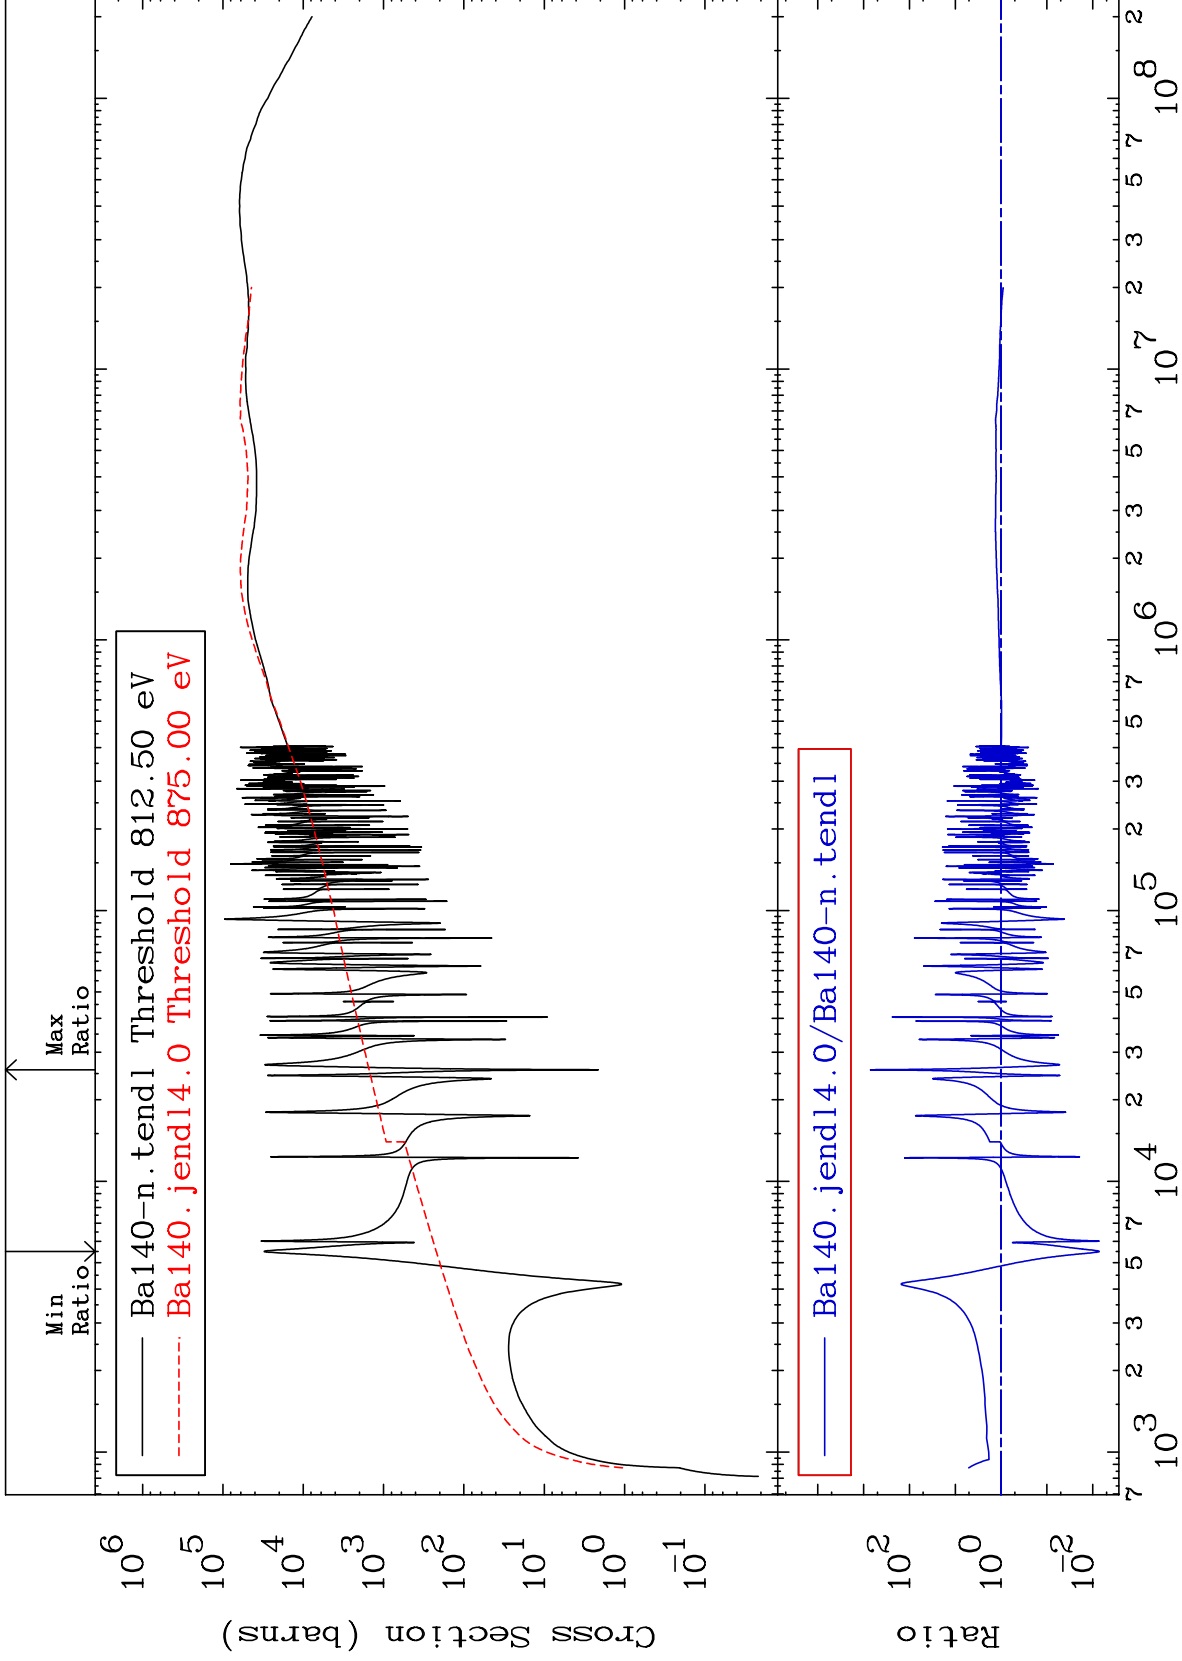 Min
Ratio
Max
Ratio
Ba140-n.tendl Threshold 812.50 eV
Ba140.jendl4.0 Threshold 875.00 eV
10^6
10^5
10^4
10^3
10^2
10^1
10^0
10^-1
Cross Section (barns)
Ba140.jendl4.0/Ba140-n.tendl
10^2
10^0
10^-2
Ratio
7 2 3 5 7 2 3 5 7 2 3 5 7 2 3 5 7 2 3 5 7 2
10^3 10^4 10^5 10^6 10^7 10^8